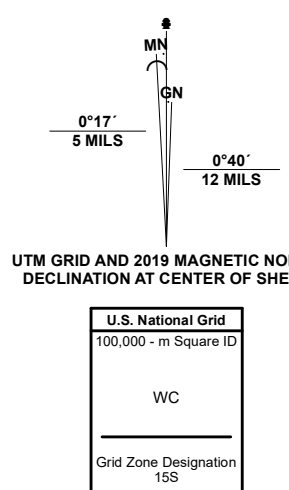 MN
GN
0°17´
5 MILS
0°40´
12 MILS
UTM GRID AND 2019 MAGNETIC NO
DECLINATION AT CENTER OF SHE
U.S. National Grid
100,000 - m Square ID
WC
Grid Zone Designation
15S